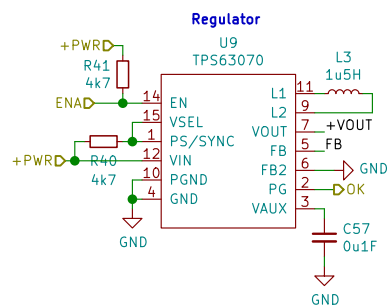 Regulator
U9
TPS63070
+PWR
R41
4k7
ENA
14 EN
15 VSEL
1 PS/SYNC
+PWR
R40
4k7
12 VIN
10 PGND
4 GND
GND
L1 11
L3
1u5H
L2 9
VOUT 7 +VOUT
FB 5 FB
FB2 6 GND
PG 2 OK
VAUX 3
C57
0u1F
GND